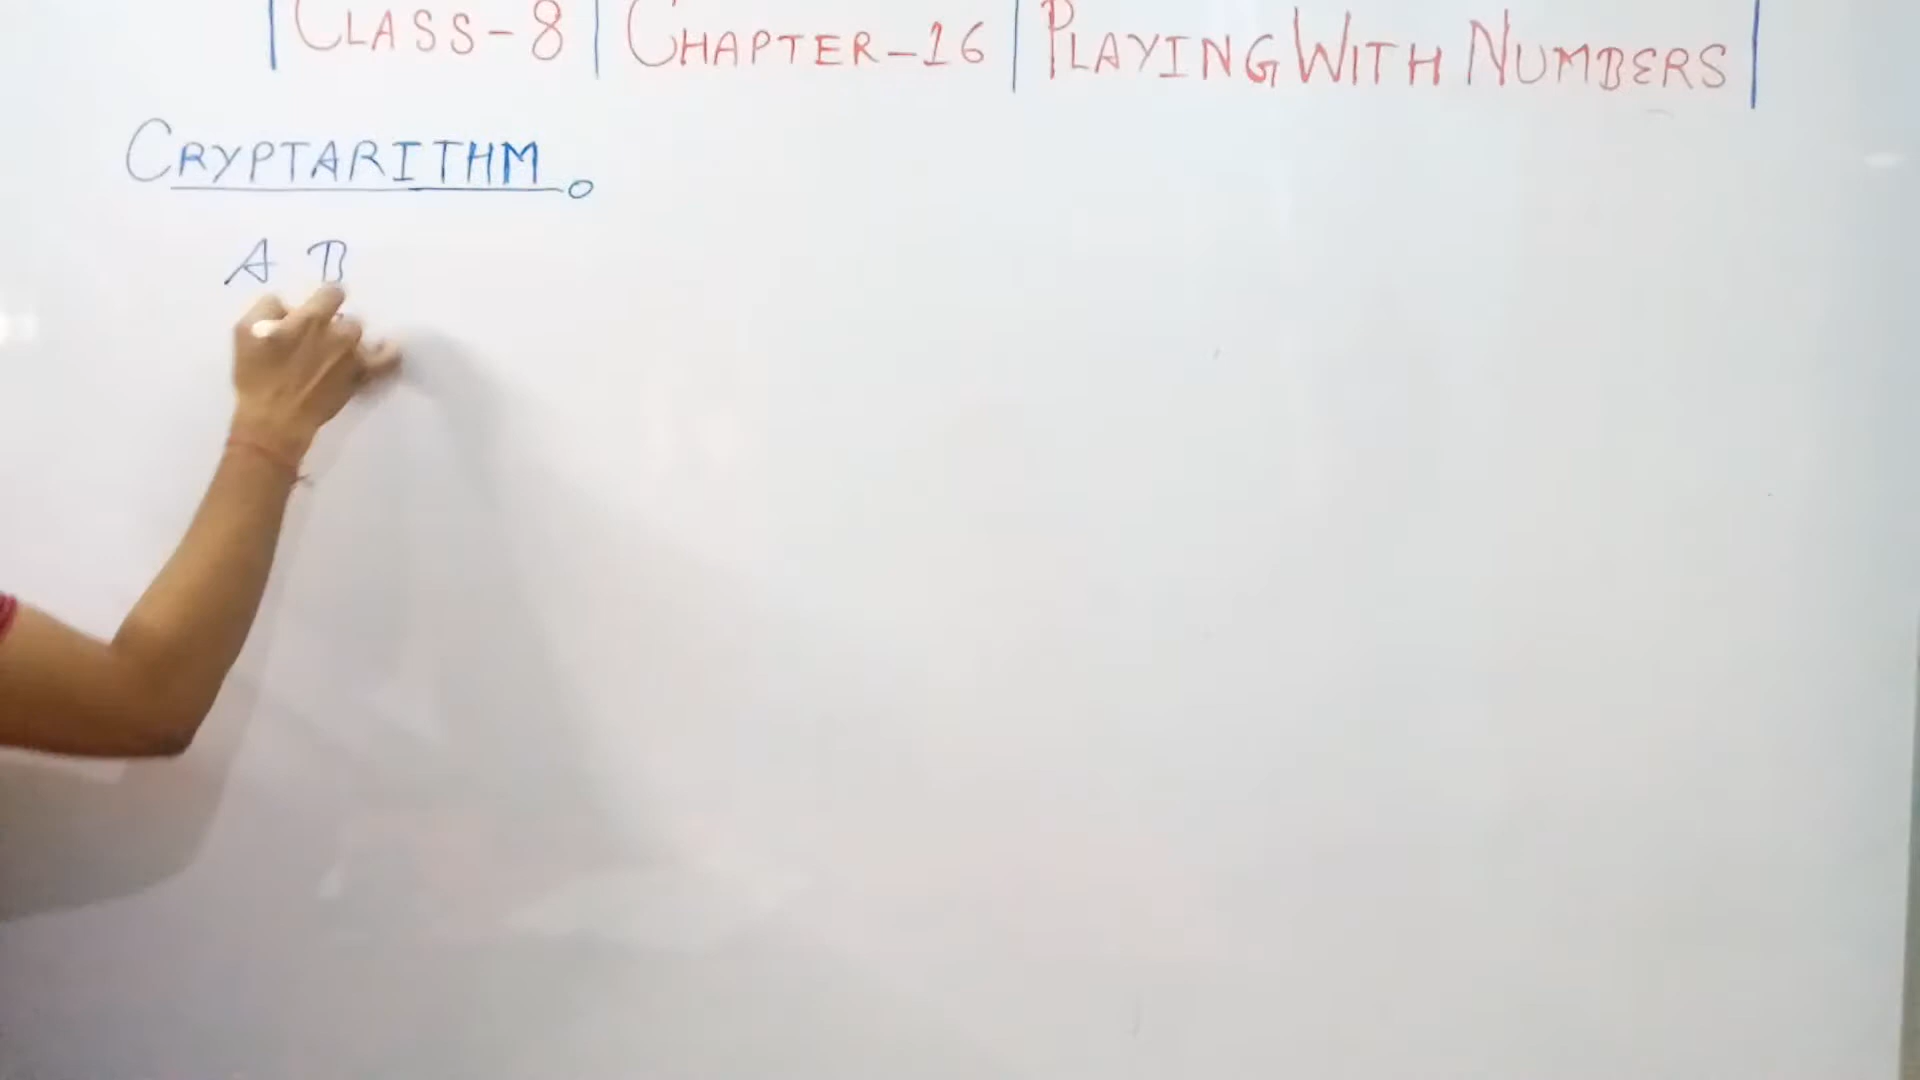 | CLASS-8 | CHAPTER-16 | PLAYING WITH NUMBERS |
CRYPTARITHM.
A B